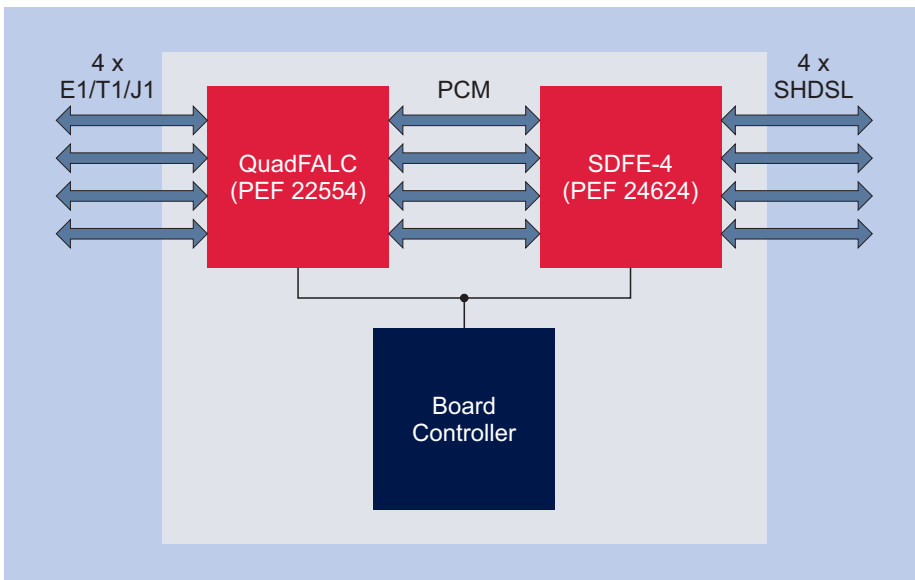 4 x
E1/T1/J1
PCM
4 x
SHDSL
QuadFALC
(PEF 22554)
SDFE-4
(PEF 24624)
Board
Controller